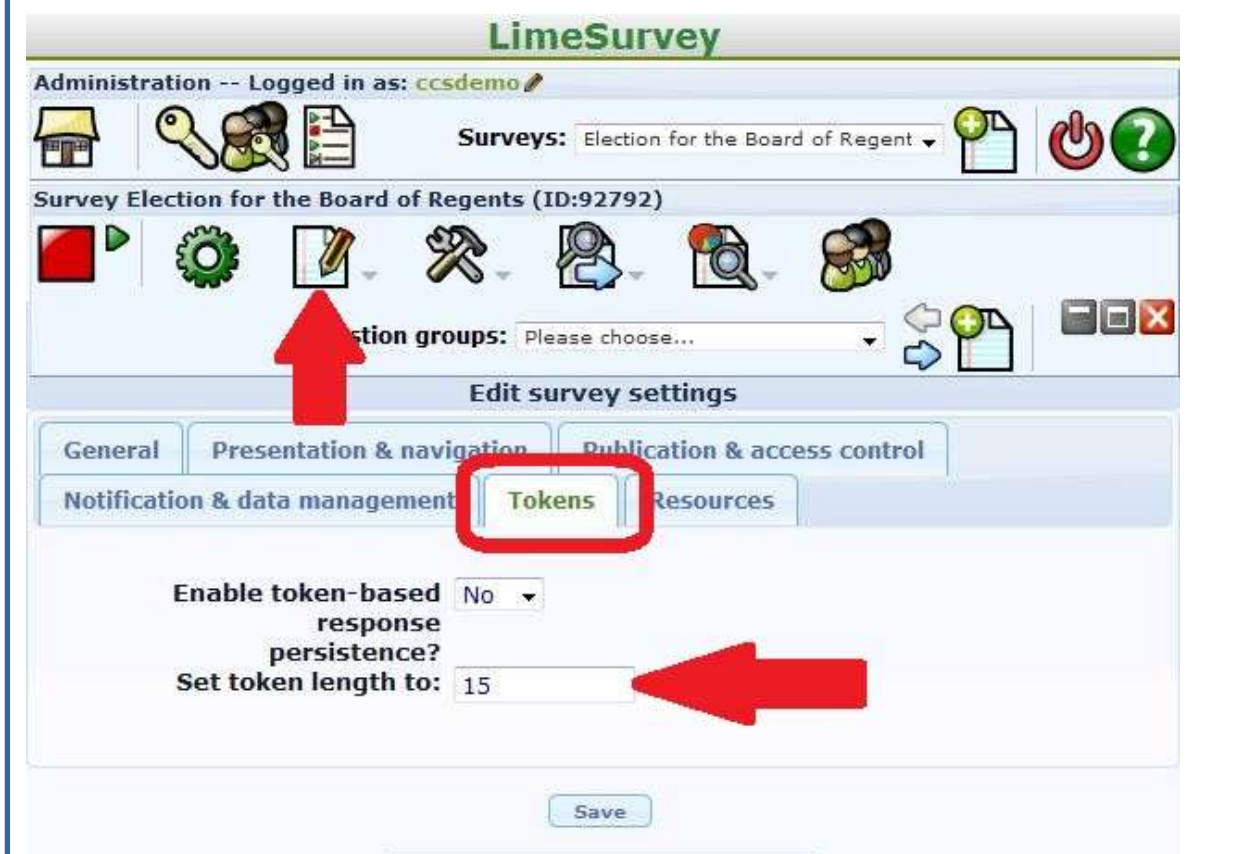 LimeSurvey
Administration -- Logged in as: ccsdemo
Surveys: Election for the Board of Regent
Survey Election for the Board of Regents (ID:92792)
stion groups: Please choose...
Edit survey settings
General Presentation & navigation Publication & access control
Notification & data management Tokens Resources
Enable token-based No
response
persistence?
Set token length to: 15
Save